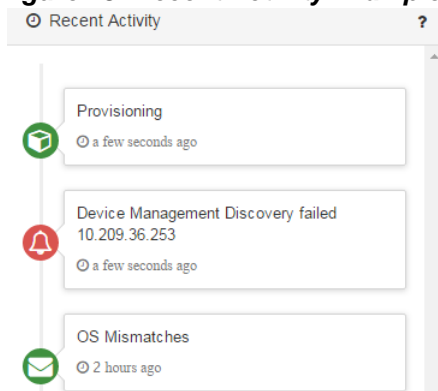 Recent Activity ?
Provisioning
a few seconds ago
Device Management Discovery failed
10.209.36.253
a few seconds ago
OS Mismatches
2 hours ago